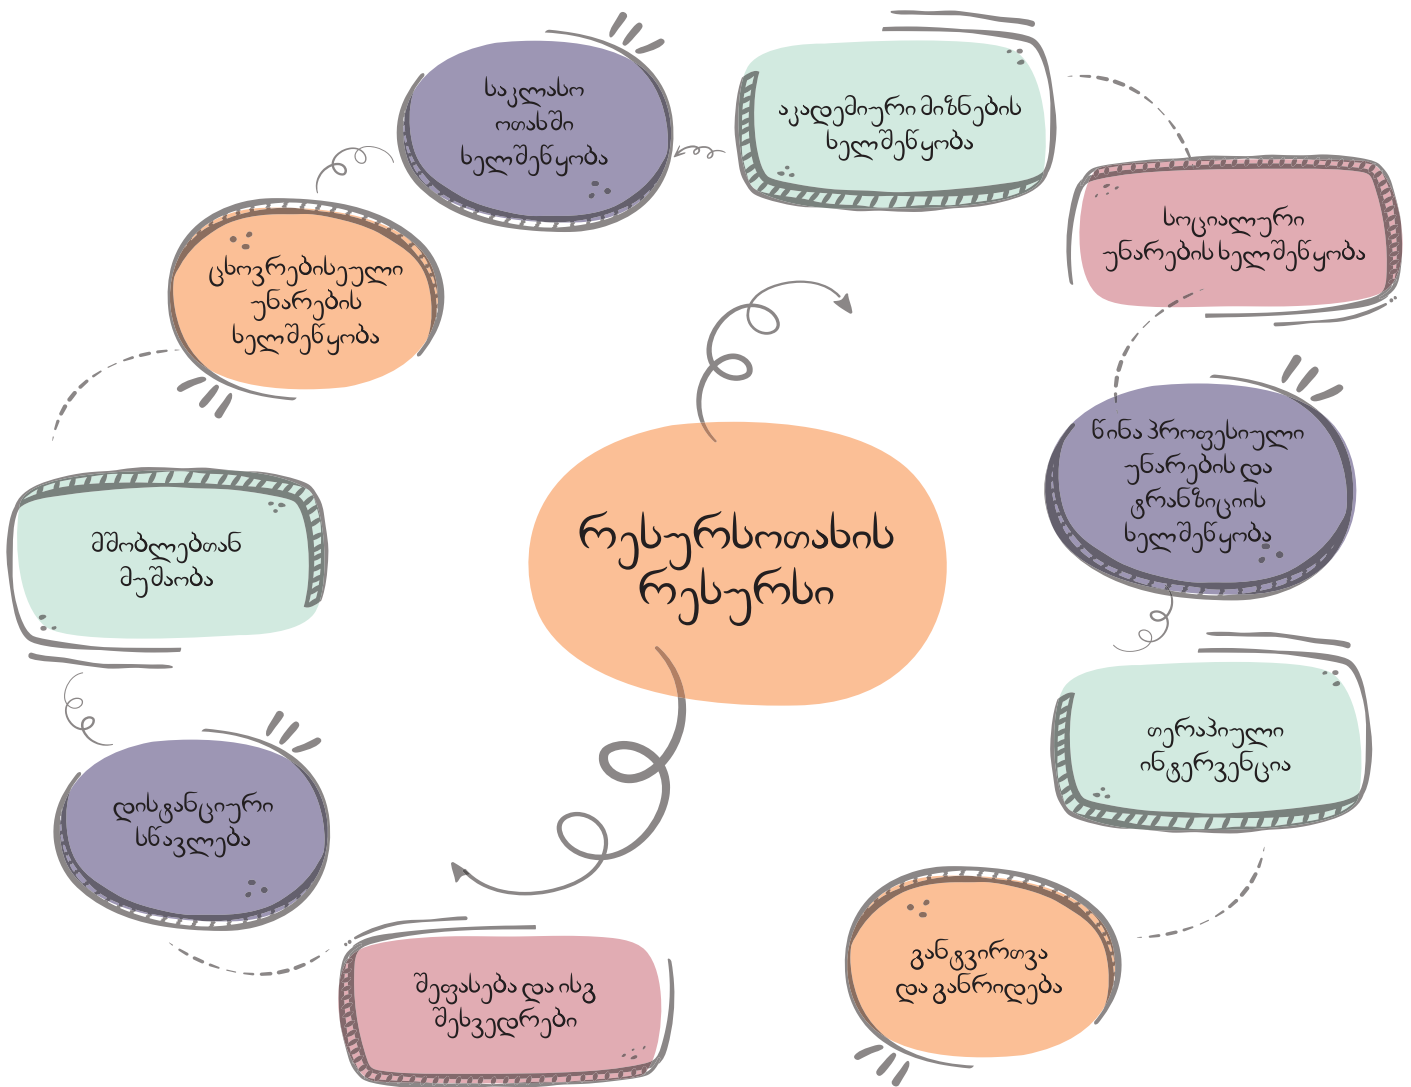 საკლასო
ოთახში
ხელშეწყობა
აკადემიური მიზნების
ხელშეწყობა
სოციალური
უნარების ხელშეწყობა
ცხოვრებისეული
უნარების
ხელშეწყობა
წინა პროფესიული
უნარების და
ტრანზიციის
ხელშეწყობა
რესურსოთახის
რესურსი
მშობლებთან
მუშაობა
თერაპიული
ინტერვენცია
დისტანციური
სწავლება
განტვირთვა
და განრიდება
შეფასება და ისგ
შეხვედრები